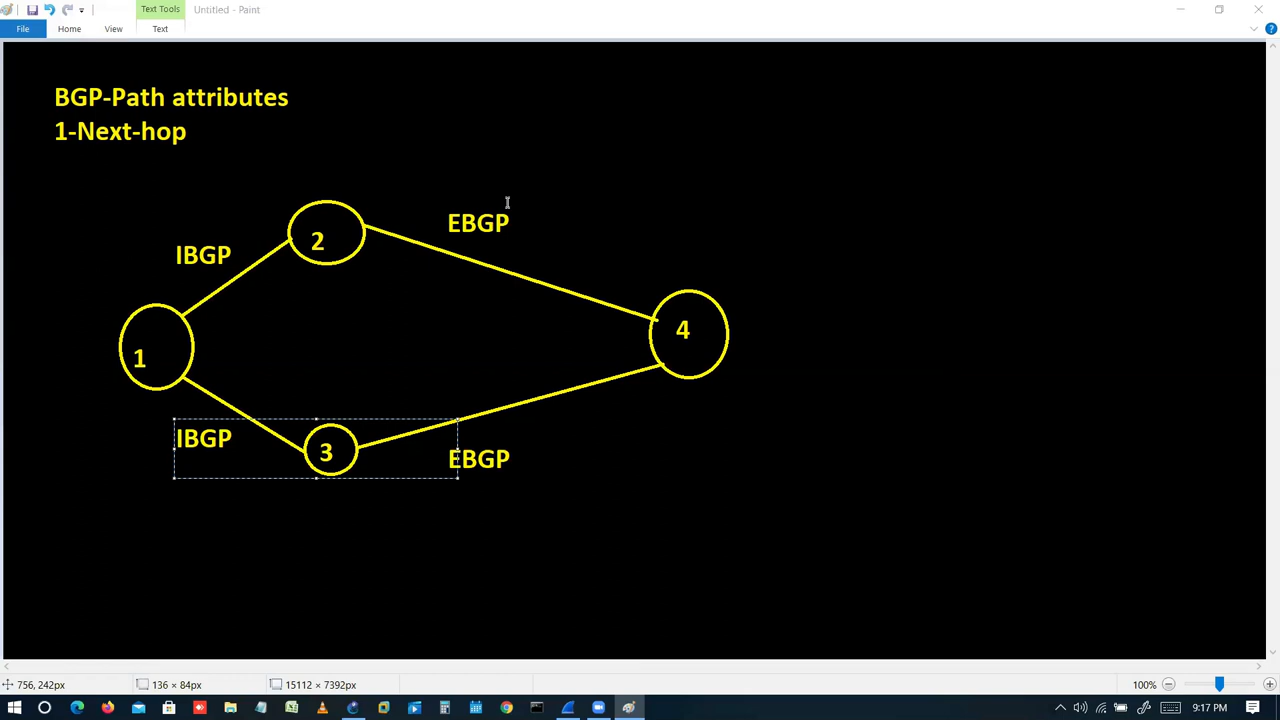 Text Tools
Untitled - Paint
File
Home
View
Text
BGP-Path attributes
1-Next-hop
EBGP
2
IBGP
4
1
IBGP
3
EBGP
756, 242px
136 × 84px
15112 × 7392px
100%
9:17 PM